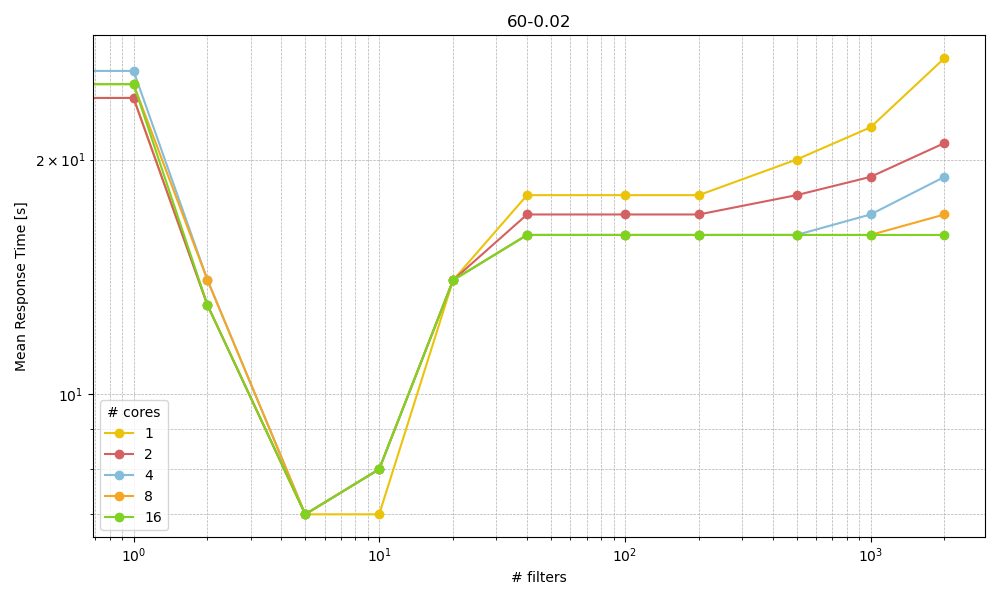 60-0.02
Mean Response Time [s]
2 × 10¹
10¹
# cores
1
2
4
8
16
10⁰
10¹
10²
10³
# filters